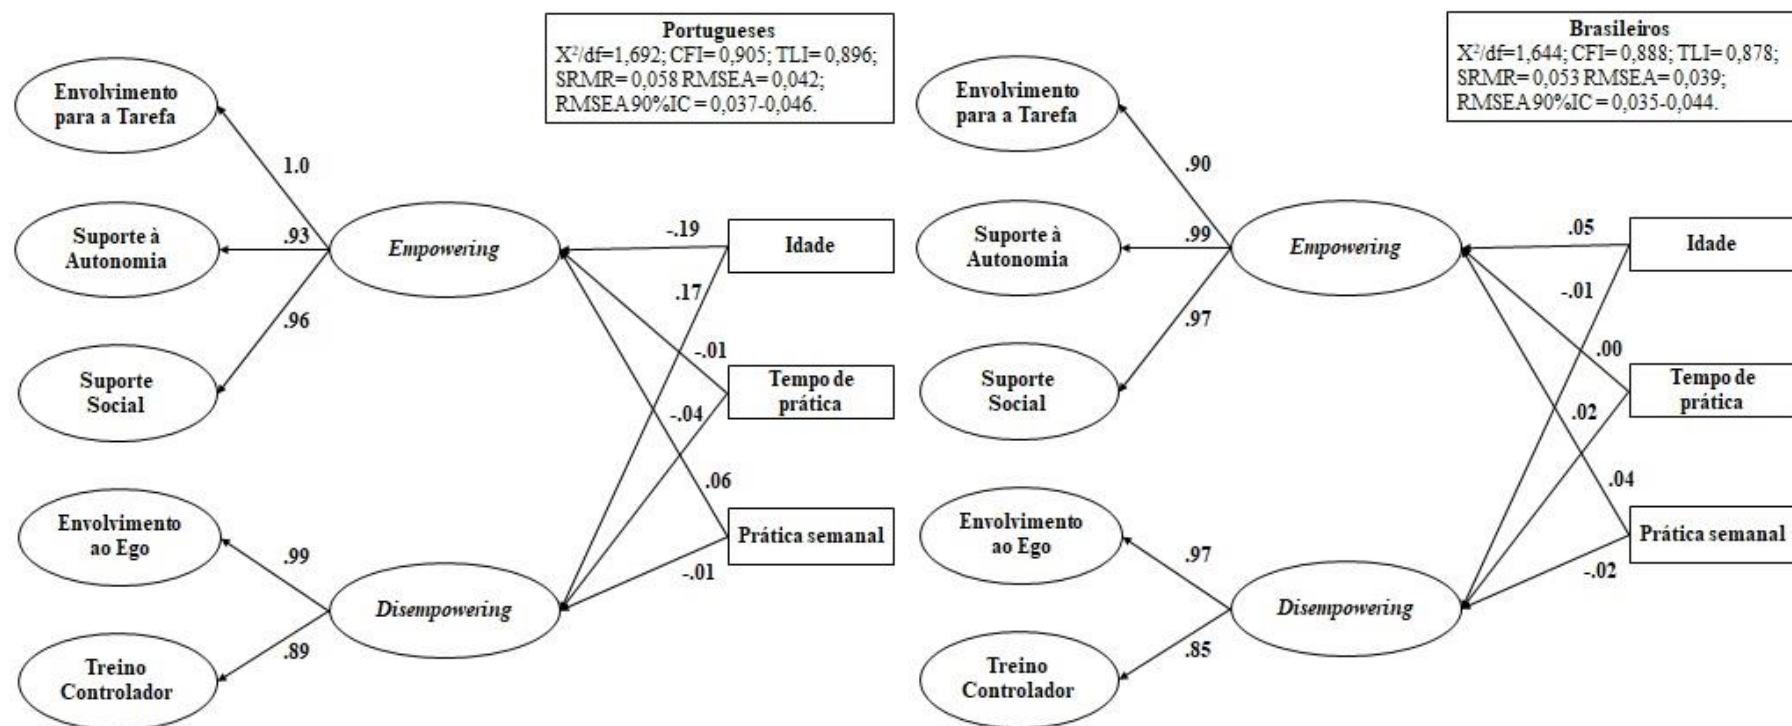 Portugueses
X²/df=1,692; CFI= 0,905; TLI= 0,896;
SRMR= 0,058 RMSEA= 0,042;
RMSEA 90%IC = 0,037-0,046.
Envolvimento
para a Tarefa
1.0
Suporte à
Autonomia
.93
Empowering
-.19
Idade
.17
.96
Suporte
Social
-.01
Tempo de
prática
-.04
.06
Envolvimento
ao Ego
.99
Prática semanal
-.01
Disempowering
.89
Treino
Controlador
Brasileiros
X²/df=1,644; CFI= 0,888; TLI= 0,878;
SRMR= 0,053 RMSEA= 0,039;
RMSEA 90%IC = 0,035-0,044.
Envolvimento
para a Tarefa
.90
Suporte à
Autonomia
.99
Empowering
.05
Idade
-.01
.97
Suporte
Social
.00
Tempo de
prática
.02
.04
Envolvimento
ao Ego
.97
Prática semanal
-.02
Disempowering
.85
Treino
Controlador